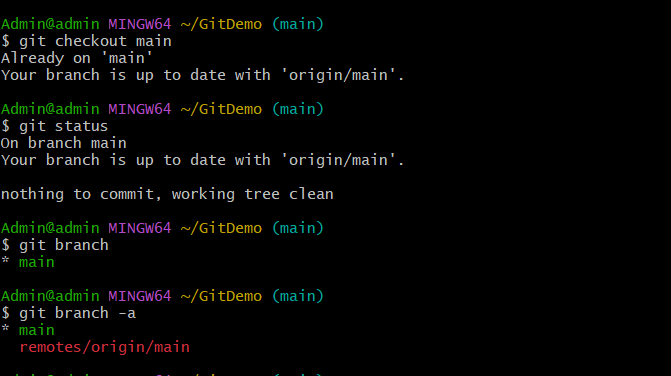 Admin@admin MINGW64 ~/GitDemo (main)
$ git checkout main
Already on 'main'
Your branch is up to date with 'origin/main'.
Admin@admin MINGW64 ~/GitDemo (main)
$ git status
On branch main
Your branch is up to date with 'origin/main'.
nothing to commit, working tree clean
Admin@admin MINGW64 ~/GitDemo (main)
$ git branch
* main
Admin@admin MINGW64 ~/GitDemo (main)
$ git branch -a
* main
remotes/origin/main